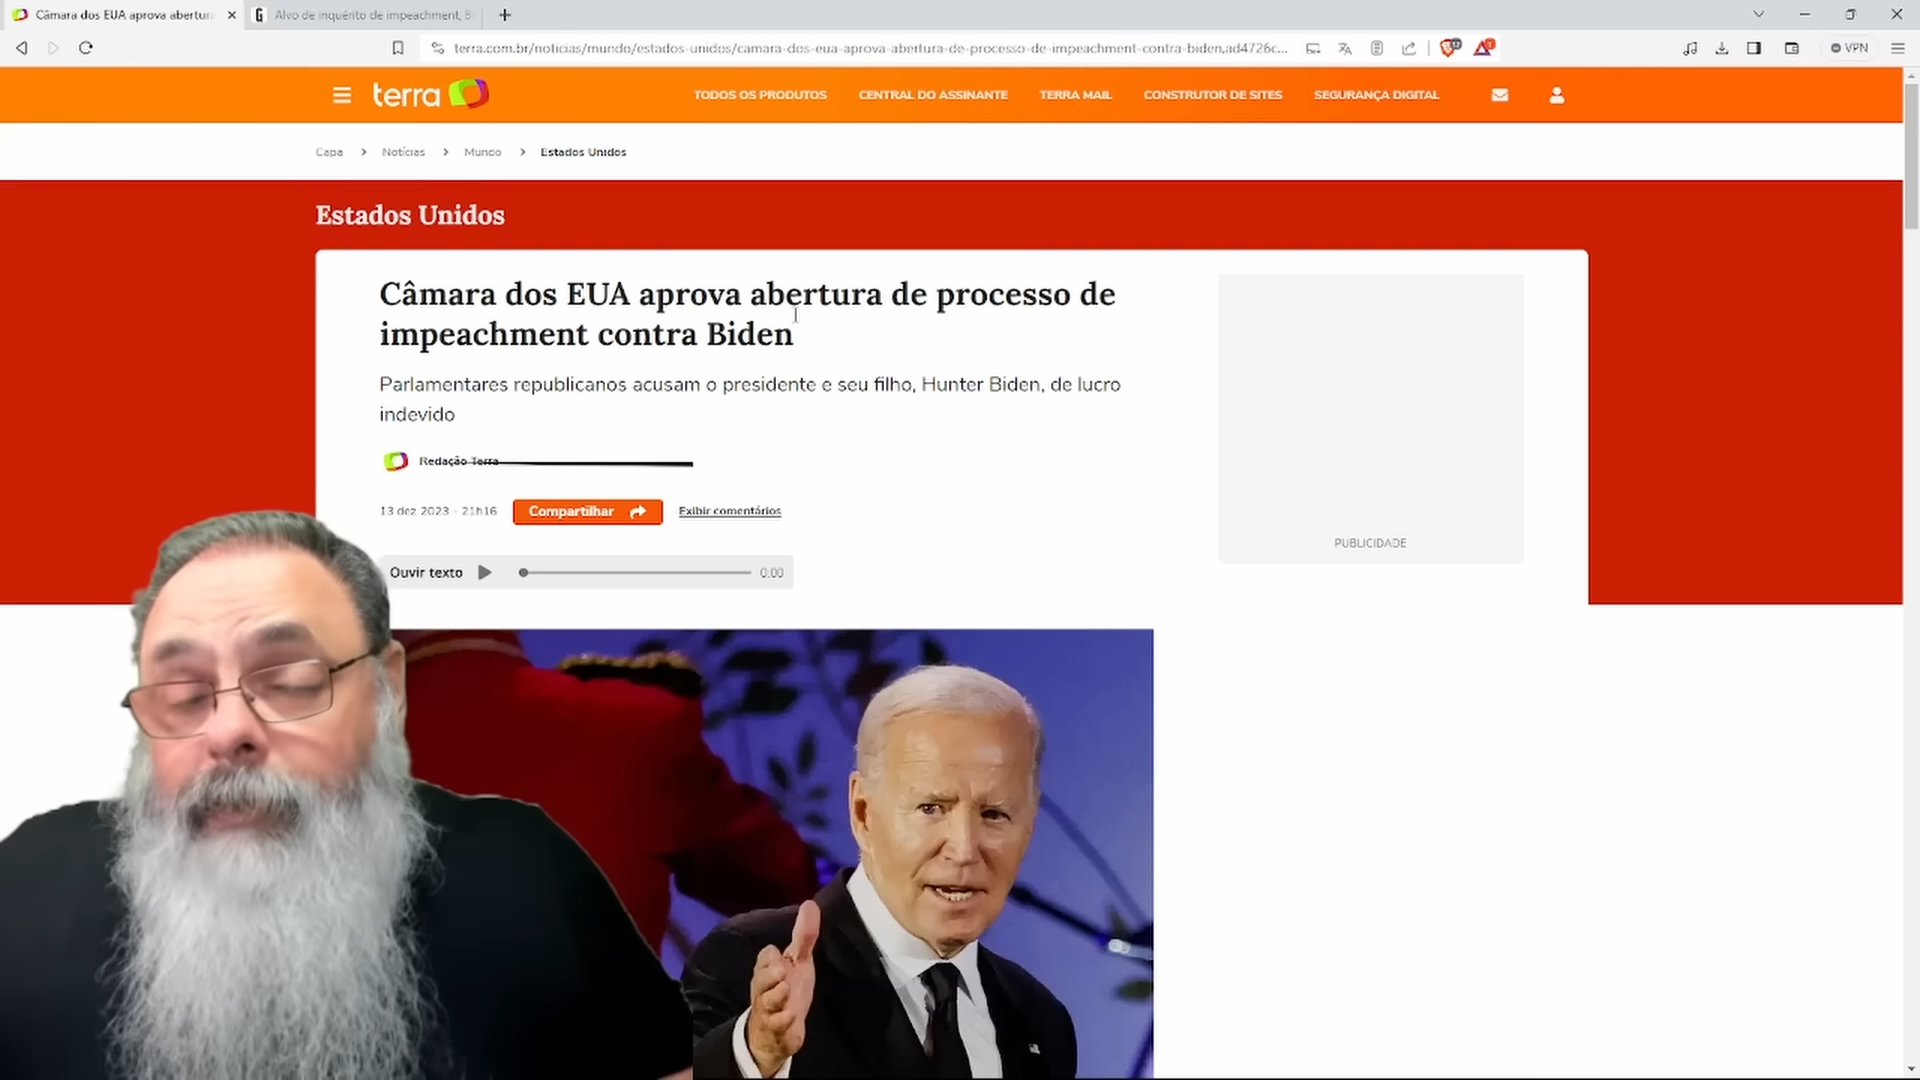 Câmara dos EUA aprova abertur
Alvo de inquérito de impeachment, B
terra.com.br/noticias/mundo/estados-unidos/camara-dos-eua-aprova-abertura-de-processo-de-impeachment-contra-biden,ad4726c...
VPN
terra
TODOS OS PRODUTOS
CENTRAL DO ASSINANTE
TERRA MAIL
CONSTRUTOR DE SITES
SEGURANÇA DIGITAL
Capa > Notícias > Mundo > Estados Unidos
Estados Unidos
Câmara dos EUA aprova abertura de processo de
impeachment contra Biden
Parlamentares republicanos acusam o presidente e seu filho, Hunter Biden, de lucro
indevido
Redação Terra
13 dez 2023 - 21h16
Compartilhar
Exibir comentários
Ouvir texto
0:00
PUBLICIDADE